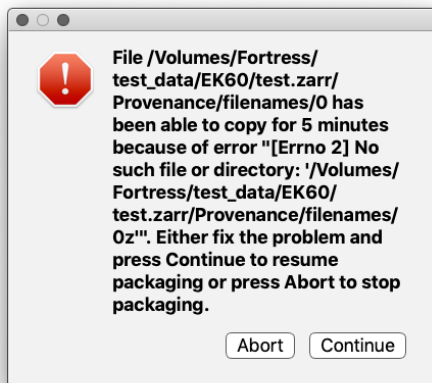 File /Volumes/Fortress/
test_data/EK60/test.zarr/
Provenance/filenames/0 has
been able to copy for 5 minutes
because of error "[Errno 2] No
such file or directory: '/Volumes/
Fortress/test_data/EK60/
test.zarr/Provenance/filenames/
0z'". Either fix the problem and
press Continue to resume
packaging or press Abort to stop
packaging.
Abort Continue